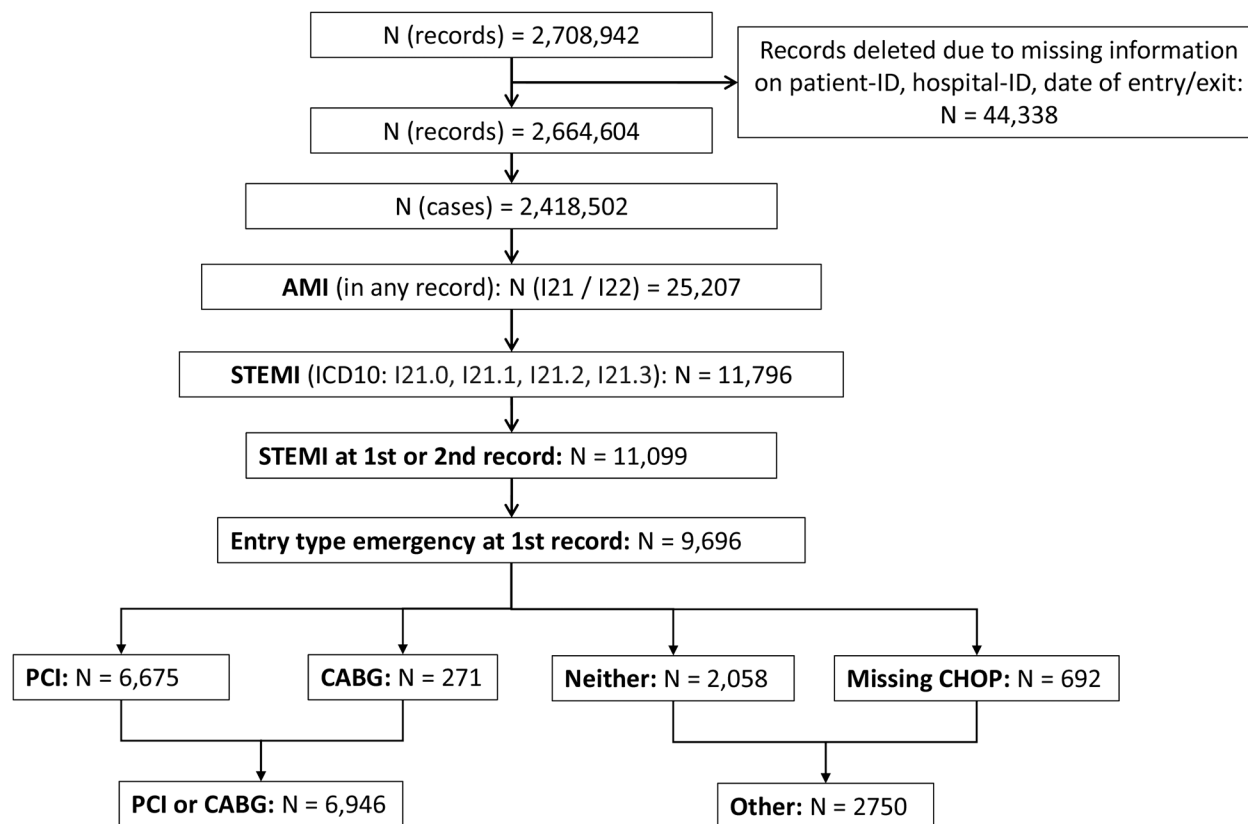 N (records) = 2,708,942
Records deleted due to missing information
on patient-ID, hospital-ID, date of entry/exit:
N = 44,338
N (records) = 2,664,604
N (cases) = 2,418,502
AMI (in any record): N (I21 / I22) = 25,207
STEMI (ICD10: I21.0, I21.1, I21.2, I21.3): N = 11,796
STEMI at 1st or 2nd record: N = 11,099
Entry type emergency at 1st record: N = 9,696
PCI: N = 6,675
CABG: N = 271
Neither: N = 2,058
Missing CHOP: N = 692
PCI or CABG: N = 6,946
Other: N = 2750